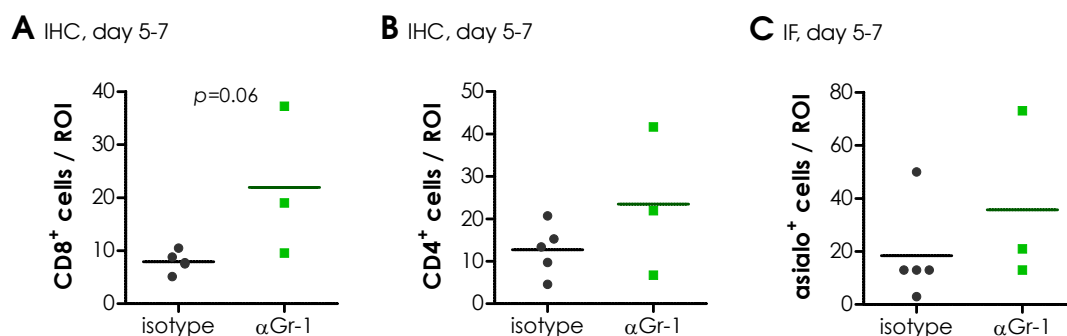 A IHC, day 5-7
CD8⁺ cells / ROI
40
30
20
10
0
p=0.06
isotype αGr-1
B IHC, day 5-7
CD4⁺ cells / ROI
50
40
30
20
10
0
isotype αGr-1
C IF, day 5-7
asialo⁺ cells / ROI
80
60
40
20
0
isotype αGr-1